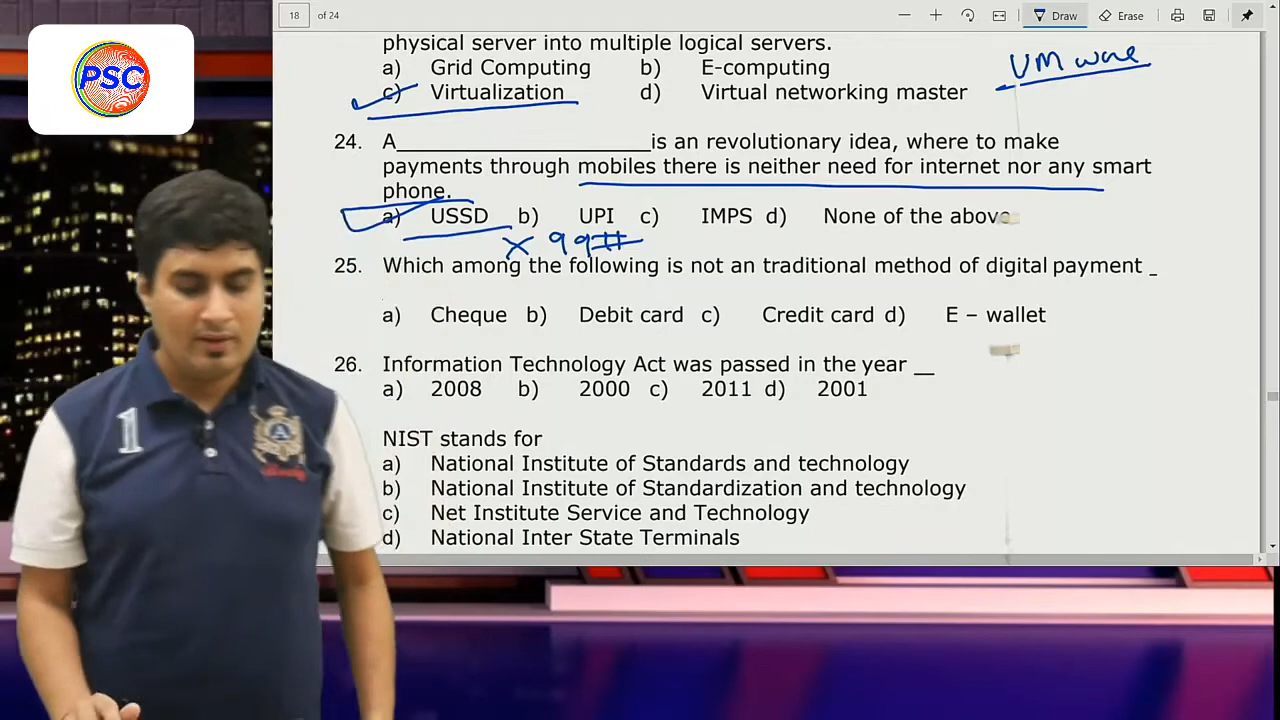 18 of 24 Draw Erase
PSC
physical server into multiple logical servers.
a) Grid Computing b) E-computing
VM ware
c) Virtualization d) Virtual networking master
24. A____________________is an revolutionary idea, where to make
payments through mobiles there is neither need for internet nor any smart
phone.
a) USSD b) UPI c) IMPS d) None of the above
* 99#
25. Which among the following is not an traditional method of digital payment _
a) Cheque b) Debit card c) Credit card d) E – wallet
26. Information Technology Act was passed in the year __
a) 2008 b) 2000 c) 2011 d) 2001
NIST stands for
a) National Institute of Standards and technology
b) National Institute of Standardization and technology
c) Net Institute Service and Technology
d) National Inter State Terminals
1
A